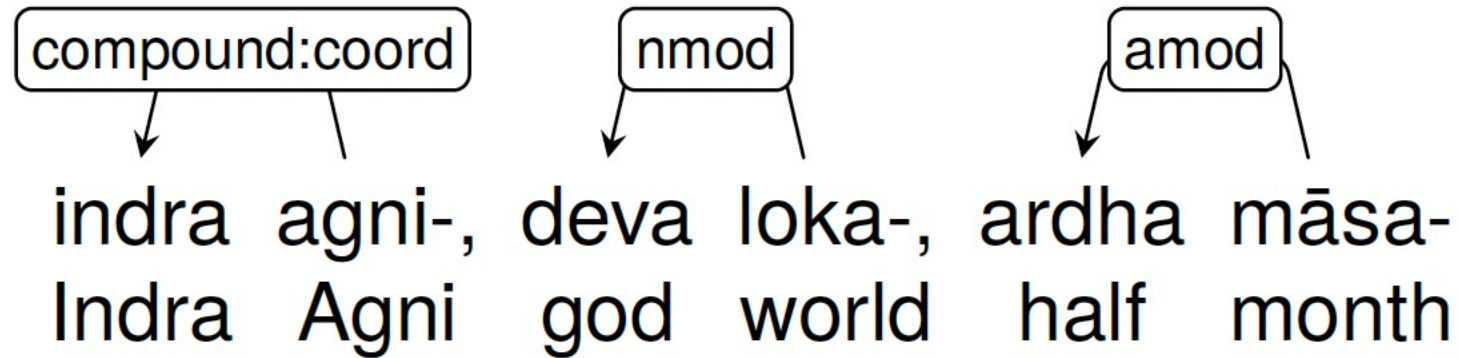 compound:coord nmod amod
indra agni-, deva loka-, ardha māsa-
Indra Agni god world half month